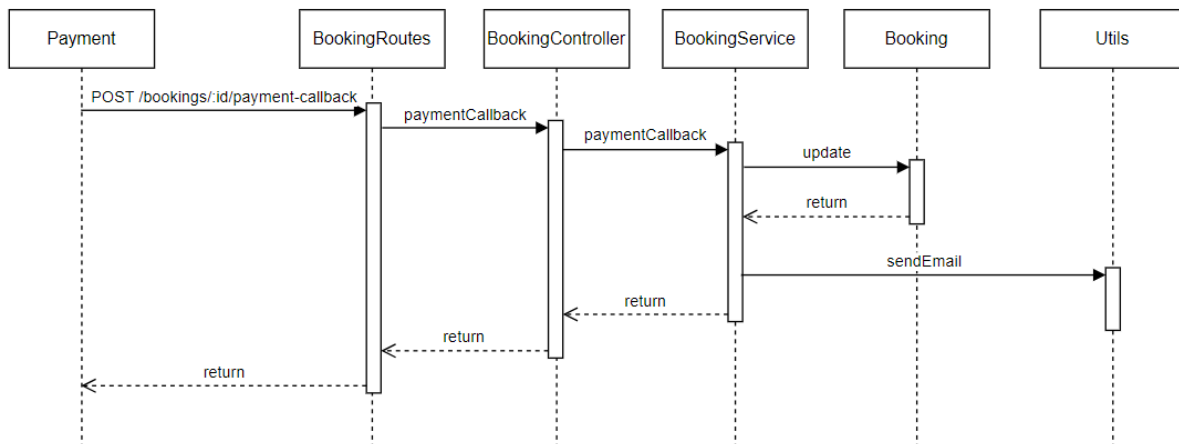 Payment
BookingRoutes
BookingController
BookingService
Booking
Utils
POST /bookings/:id/payment-callback
paymentCallback
paymentCallback
update
return
sendEmail
return
return
return